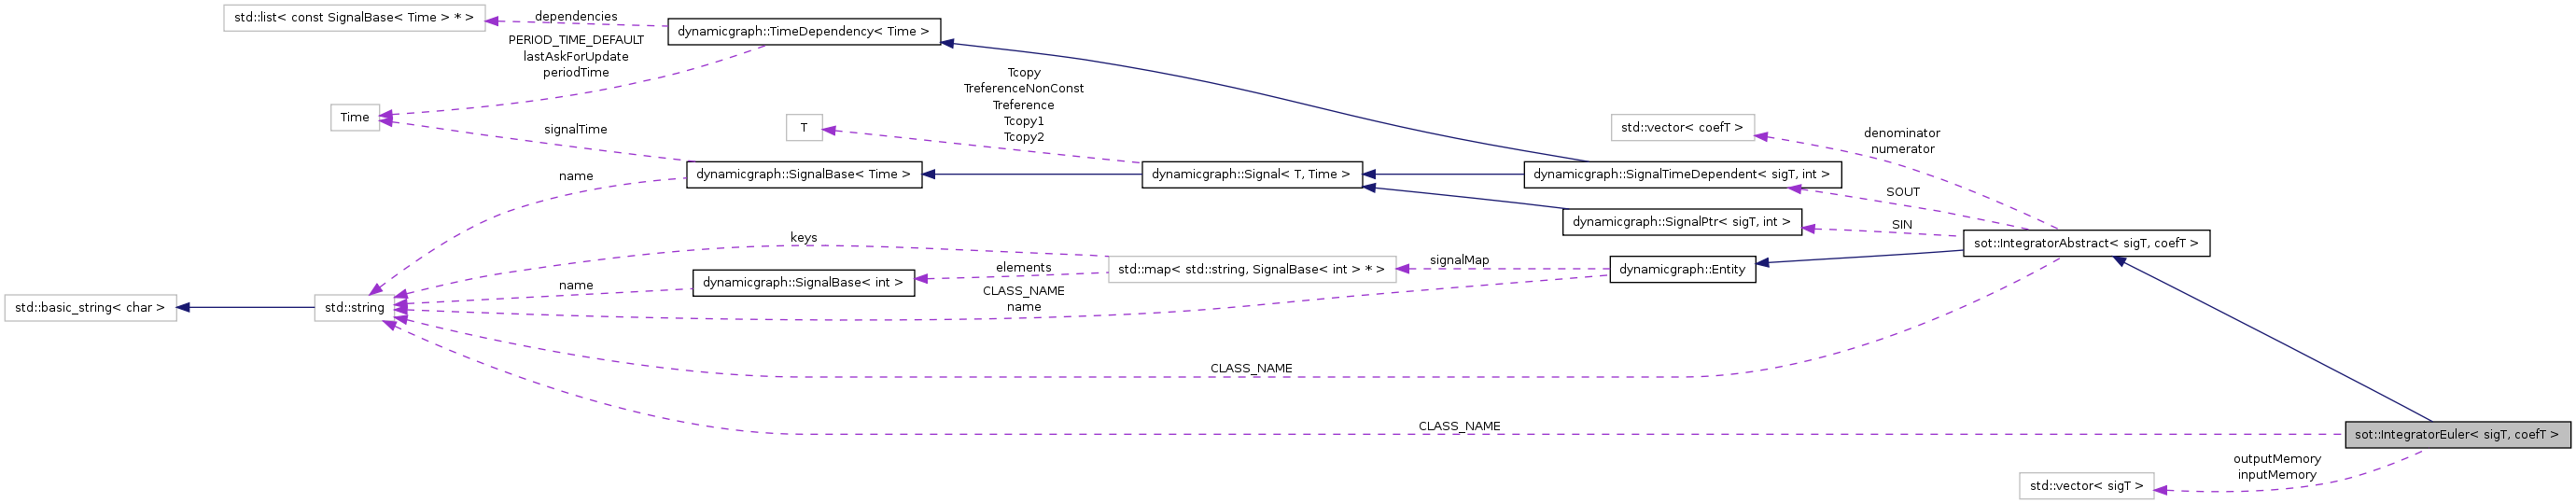 std::list< const SignalBase< Time > * >
dependencies
dynamicgraph::TimeDependency< Time >
PERIOD_TIME_DEFAULT
lastAskForUpdate
periodTime
Time
signalTime
Tcopy
TreferenceNonConst
Treference
Tcopy1
Tcopy2
T
std::vector< coefT >
denominator
numerator
name
dynamicgraph::SignalBase< Time >
dynamicgraph::Signal< T, Time >
dynamicgraph::SignalTimeDependent< sigT, int >
SOUT
dynamicgraph::SignalPtr< sigT, int >
SIN
sot::IntegratorAbstract< sigT, coefT >
keys
signalMap
elements
std::map< std::string, SignalBase< int > * >
dynamicgraph::Entity
name
dynamicgraph::SignalBase< int >
CLASS_NAME
name
std::basic_string< char >
std::string
CLASS_NAME
CLASS_NAME
sot::IntegratorEuler< sigT, coefT >
outputMemory
inputMemory
std::vector< sigT >